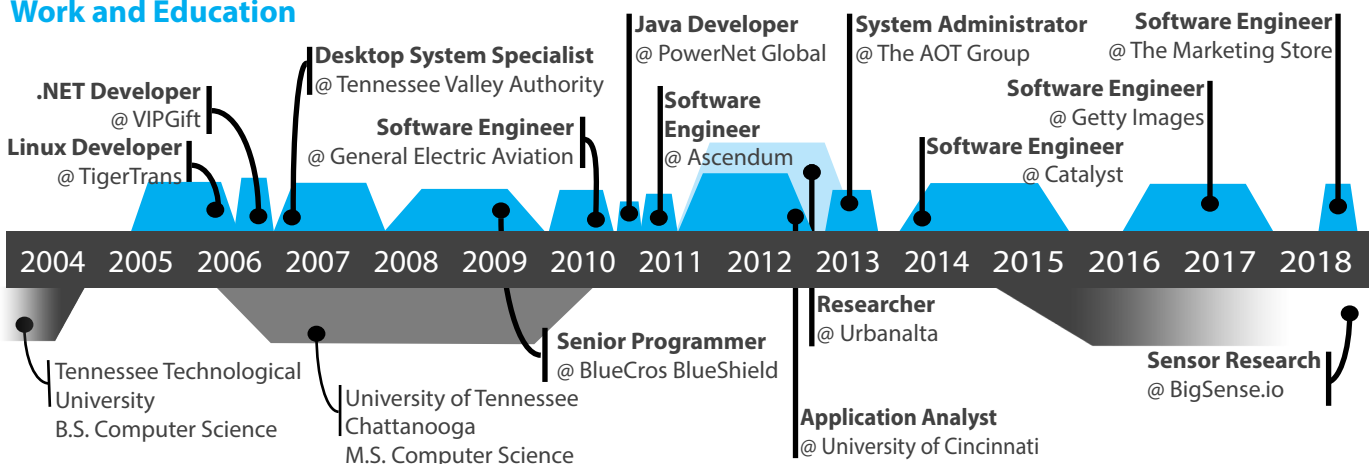 Work and Education
Java Developer
@ PowerNet Global
System Administrator
@ The AOT Group
Software Engineer
@ The Marketing Store
Desktop System Specialist
@ Tennessee Valley Authority
.NET Developer
@ VIPGift
Software
Engineer
@ Ascendum
Software Engineer
@ Getty Images
Software Engineer
@ General Electric Aviation
Linux Developer
@ TigerTrans
Software Engineer
@ Catalyst
2004 2005 2006 2007 2008 2009 2010 2011 2012 2013 2014 2015 2016 2017 2018
Researcher
@ Urbanalta
Senior Programmer
@ BlueCros BlueShield
Sensor Research
@ BigSense.io
Tennessee Technological
University
B.S. Computer Science
University of Tennessee
Chattanooga
M.S. Computer Science
Application Analyst
@ University of Cincinnati